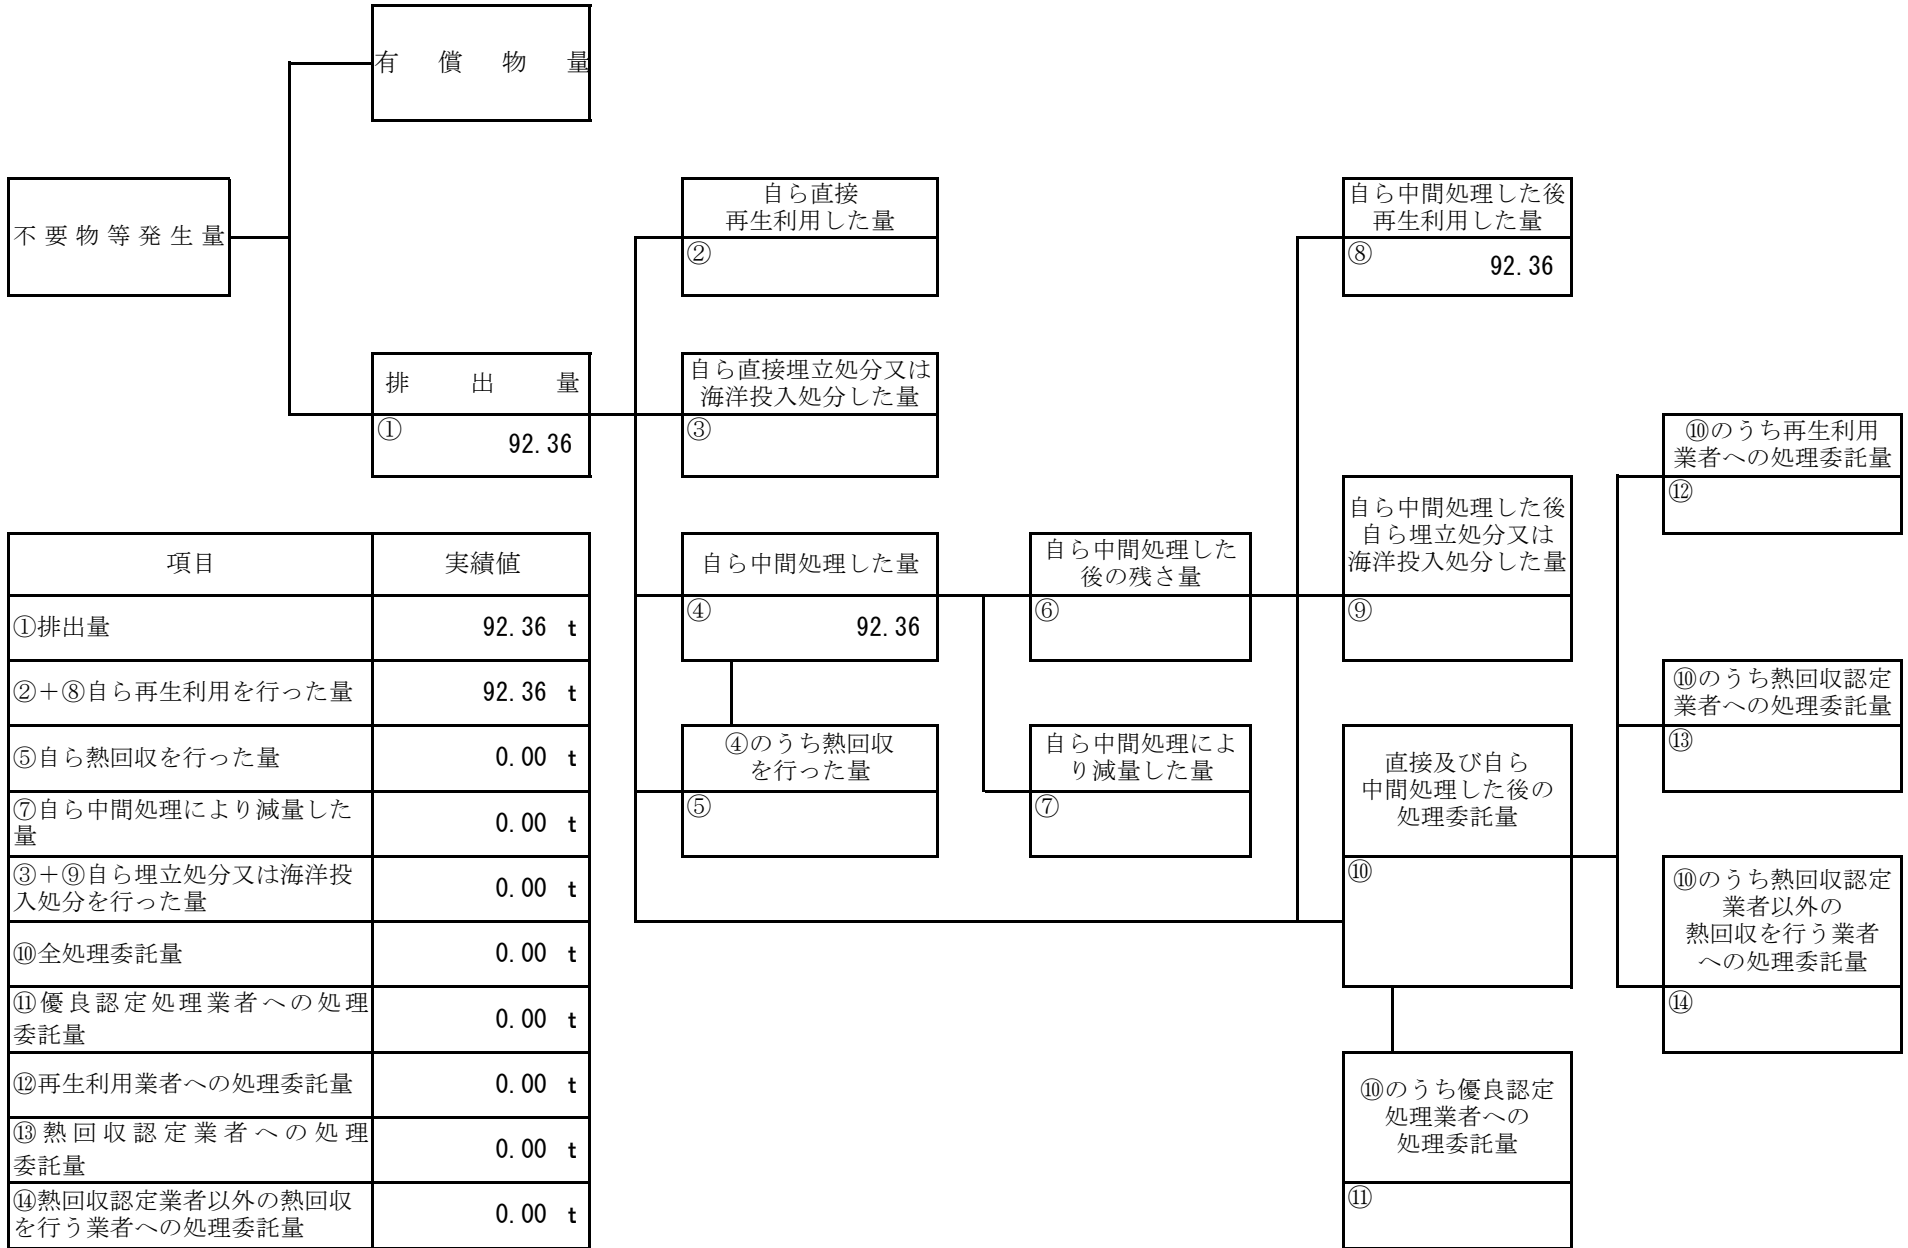 有償物量
不要物等発生量
自ら直接
再生利用した量
②
自ら中間処理した後
再生利用した量
⑧
92.36
排出量
①
92.36
自ら直接埋立処分又は
海洋投入処分した量
③
⑩のうち再生利用
業者への処理委託量
⑫
自ら中間処理した量
④
92.36
自ら中間処理した
後の残さ量
⑥
自ら中間処理した後
自ら埋立処分又は
海洋投入処分した量
⑨
⑩のうち熱回収認定
業者への処理委託量
⑬
④のうち熱回収
を行った量
⑤
自ら中間処理によ
り減量した量
⑦
直接及び自ら
中間処理した後の
処理委託量
⑩
⑩のうち熱回収認定
業者以外の
熱回収を行う業者
への処理委託量
⑭
⑩のうち優良認定
処理業者への
処理委託量
⑪
項目 実績値
①排出量 92.36 t
②+⑧自ら再生利用を行った量 92.36 t
⑤自ら熱回収を行った量 0.00 t
⑦自ら中間処理により減量した
量 0.00 t
③+⑨自ら埋立処分又は海洋投
入処分を行った量 0.00 t
⑩全処理委託量 0.00 t
⑪優良認定処理業者への処理
委託量 0.00 t
⑫再生利用業者への処理委託量 0.00 t
⑬熱回収認定業者への処理
委託量 0.00 t
⑭熱回収認定業者以外の熱回収
を行う業者への処理委託量 0.00 t